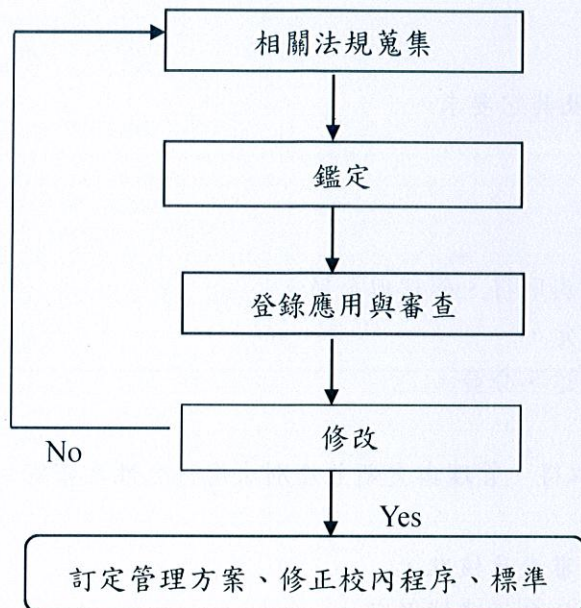 相關法規蒐集
鑑定
登錄應用與審查
修改
No
Yes
訂定管理方案、修正校內程序、標準